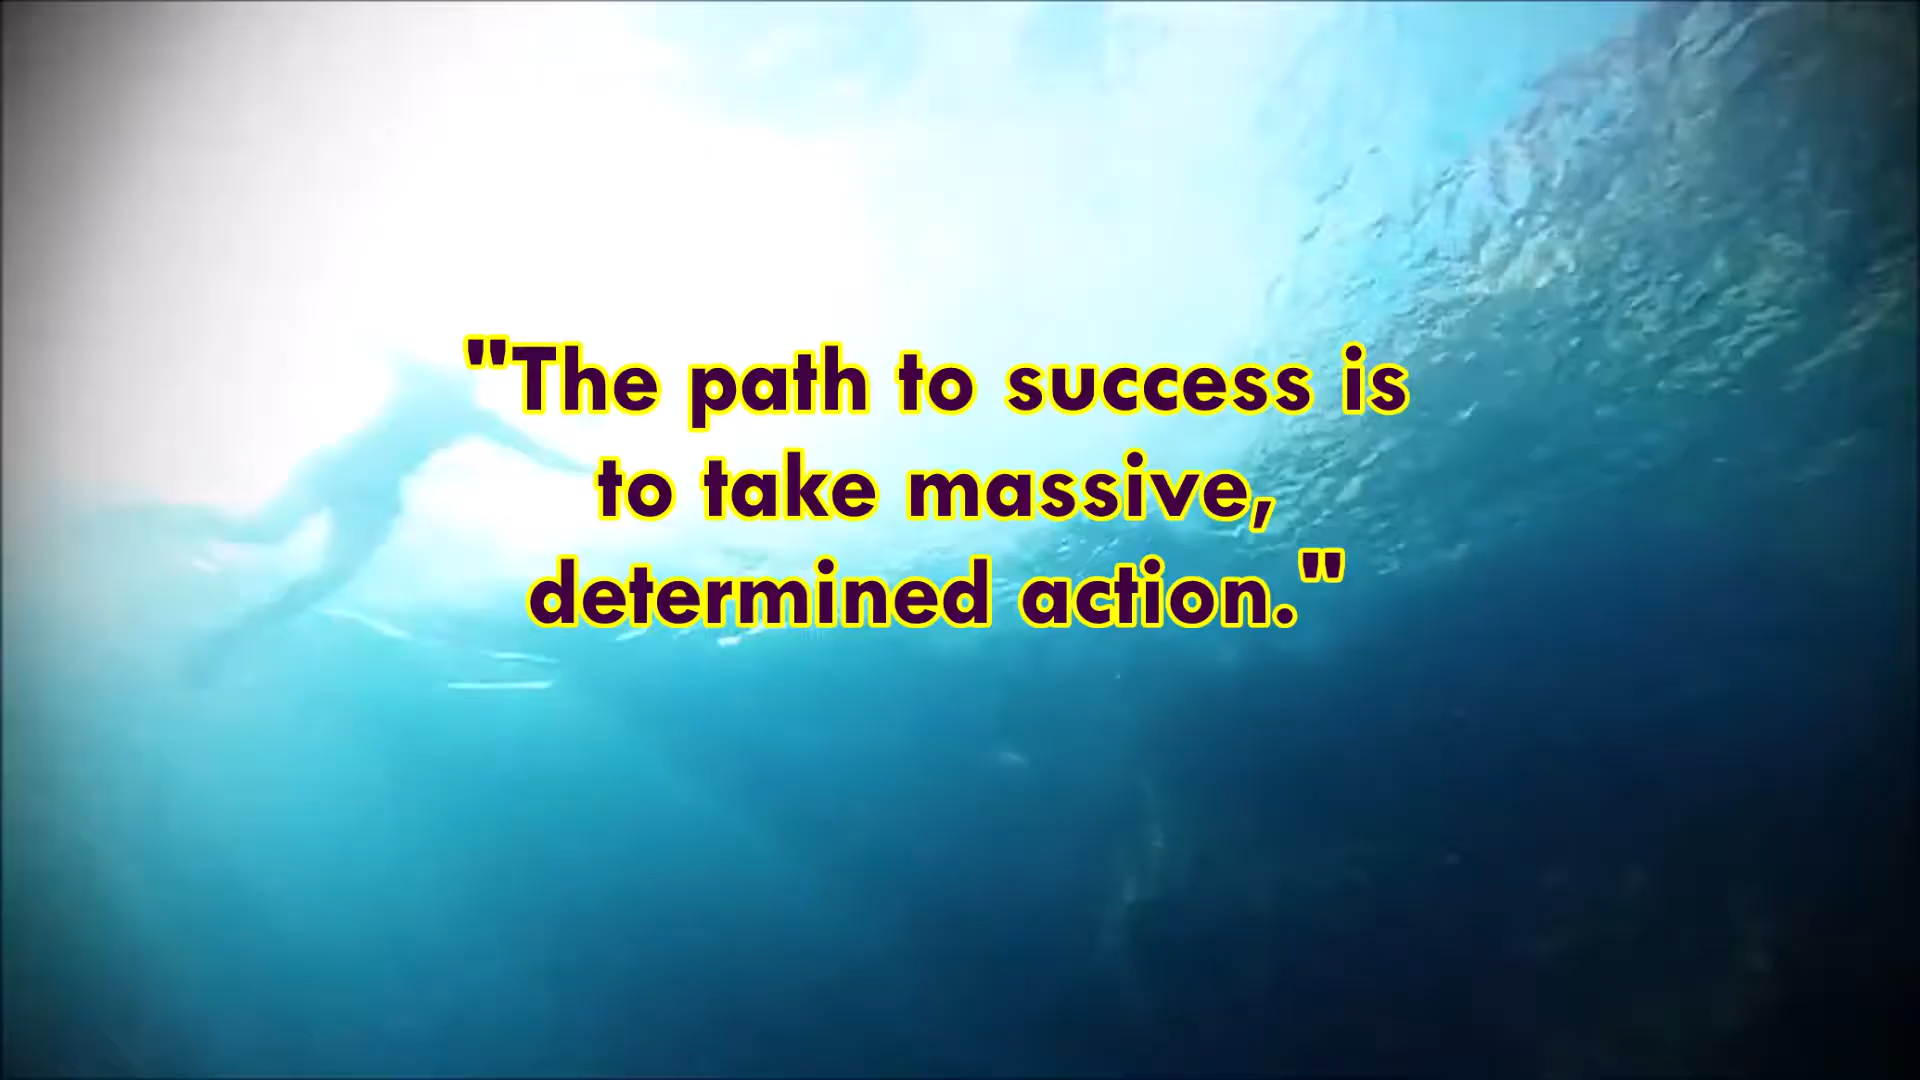 "The path to success is
to take massive,
determined action."